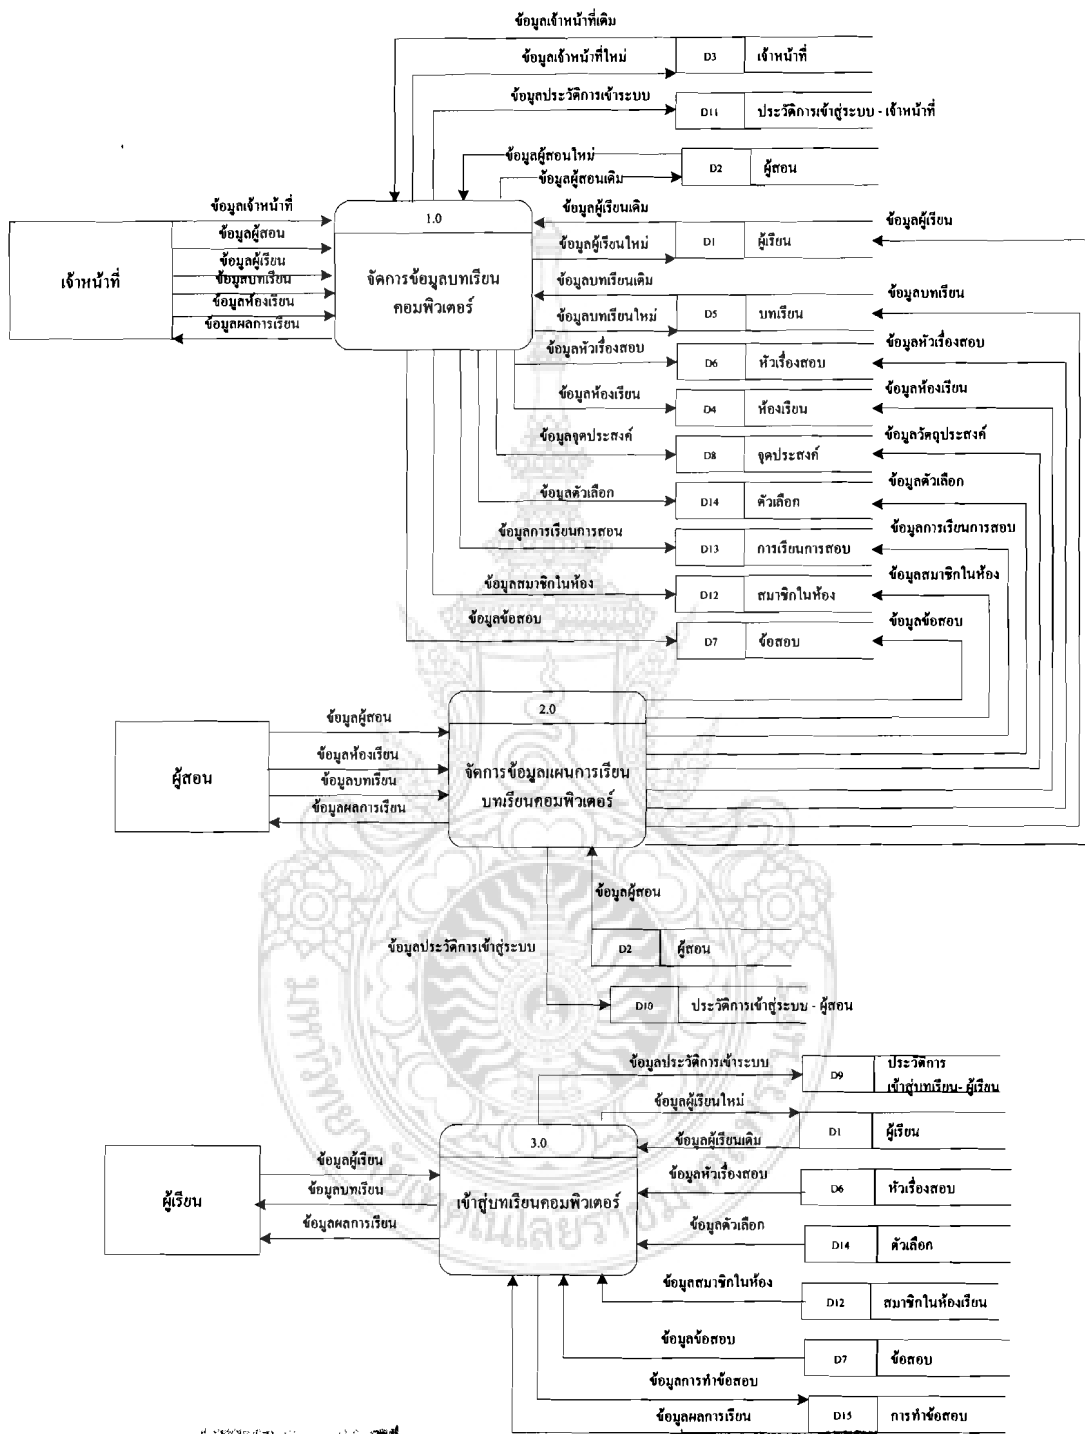 ข้อมูลเจ้าหน้าที่เดิม
ข้อมูลเจ้าหน้าที่ใหม่
D3 เจ้าหน้าที่
ข้อมูลประวัติการเข้าระบบ
D11 ประวัติการเข้าสู่ระบบ - เจ้าหน้าที่
ข้อมูลผู้สอนใหม่
ข้อมูลผู้สอนเดิม
D2 ผู้สอน
เจ้าหน้าที่
ข้อมูลเจ้าหน้าที่
ข้อมูลผู้สอน
ข้อมูลผู้เรียน
ข้อมูลบทเรียน
ข้อมูลห้องเรียน
ข้อมูลผลการเรียน
1.0
จัดการข้อมูลบทเรียน
คอมพิวเตอร์
ข้อมูลผู้เรียนเดิม
ข้อมูลผู้เรียนใหม่
D1 ผู้เรียน
ข้อมูลผู้เรียน
ข้อมูลบทเรียนเดิม
ข้อมูลบทเรียนใหม่
D5 บทเรียน
ข้อมูลบทเรียน
ข้อมูลหัวเรื่องสอบ
D6 หัวเรื่องสอบ
ข้อมูลหัวเรื่องสอบ
ข้อมูลห้องเรียน
D4 ห้องเรียน
ข้อมูลห้องเรียน
ข้อมูลจุดประสงค์
D8 จุดประสงค์
ข้อมูลวัตถุประสงค์
ข้อมูลตัวเลือก
D14 ตัวเลือก
ข้อมูลตัวเลือก
ข้อมูลการเรียนการสอน
D13 การเรียนการสอบ
ข้อมูลการเรียนการสอบ
ข้อมูลสมาชิกในห้อง
D12 สมาชิกในห้อง
ข้อมูลสมาชิกในห้อง
ข้อมูลข้อสอบ
D7 ข้อสอบ
ข้อมูลข้อสอบ
ผู้สอน
ข้อมูลผู้สอน
ข้อมูลห้องเรียน
ข้อมูลบทเรียน
ข้อมูลผลการเรียน
2.0
จัดการข้อมูลแผนการเรียน
บทเรียนคอมพิวเตอร์
ข้อมูลผู้สอน
D2 ผู้สอน
ข้อมูลประวัติการเข้าสู่ระบบ
D10 ประวัติการเข้าสู่ระบบ - ผู้สอน
ข้อมูลประวัติการเข้าระบบ
D9 ประวัติการ
เข้าสู่บทเรียน- ผู้เรียน
ข้อมูลผู้เรียนใหม่
ข้อมูลผู้เรียนเดิม
D1 ผู้เรียน
ผู้เรียน
ข้อมูลผู้เรียน
ข้อมูลบทเรียน
ข้อมูลผลการเรียน
3.0
เข้าสู่บทเรียนคอมพิวเตอร์
ข้อมูลหัวเรื่องสอบ
D6 หัวเรื่องสอบ
ข้อมูลตัวเลือก
D14 ตัวเลือก
ข้อมูลสมาชิกในห้อง
D12 สมาชิกในห้องเรียน
ข้อมูลข้อสอบ
D7 ข้อสอบ
ข้อมูลการทำข้อสอบ
D15 การทำข้อสอบ
ข้อมูลผลการเรียน
มหาวิทยาลัยเทคโนโลยีราชมงคล